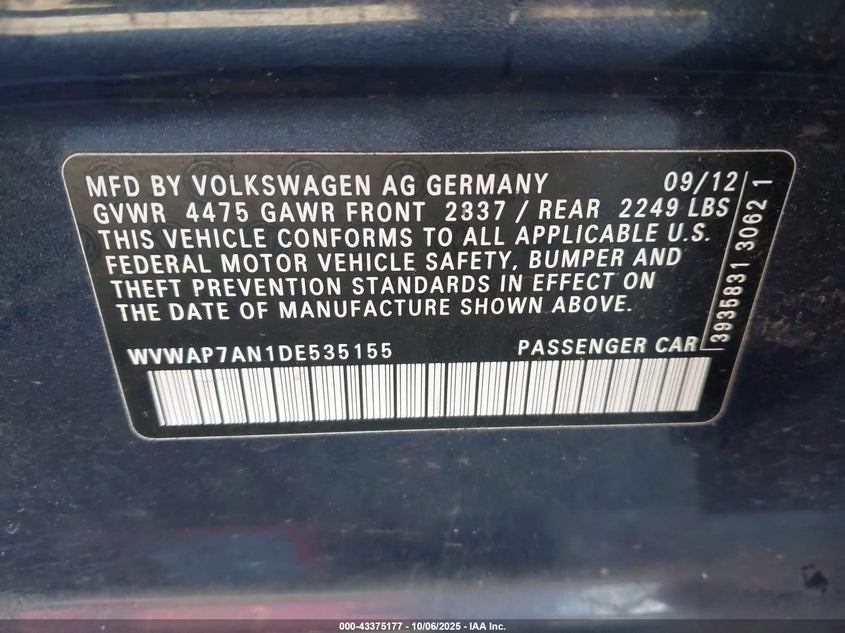 MFD BY VOLKSWAGEN AG GERMANY 09/12
GVWR 4475 GAWR FRONT 2337 / REAR 2249 LBS
THIS VEHICLE CONFORMS TO ALL APPLICABLE U.S.
FEDERAL MOTOR VEHICLE SAFETY, BUMPER AND
THEFT PREVENTION STANDARDS IN EFFECT ON
THE DATE OF MANUFACTURE SHOWN ABOVE.
WVWAP7AN1DE535155 PASSENGER CAR
3935831 3062 1
000-43375177 - 10/06/2025 - IAA Inc.